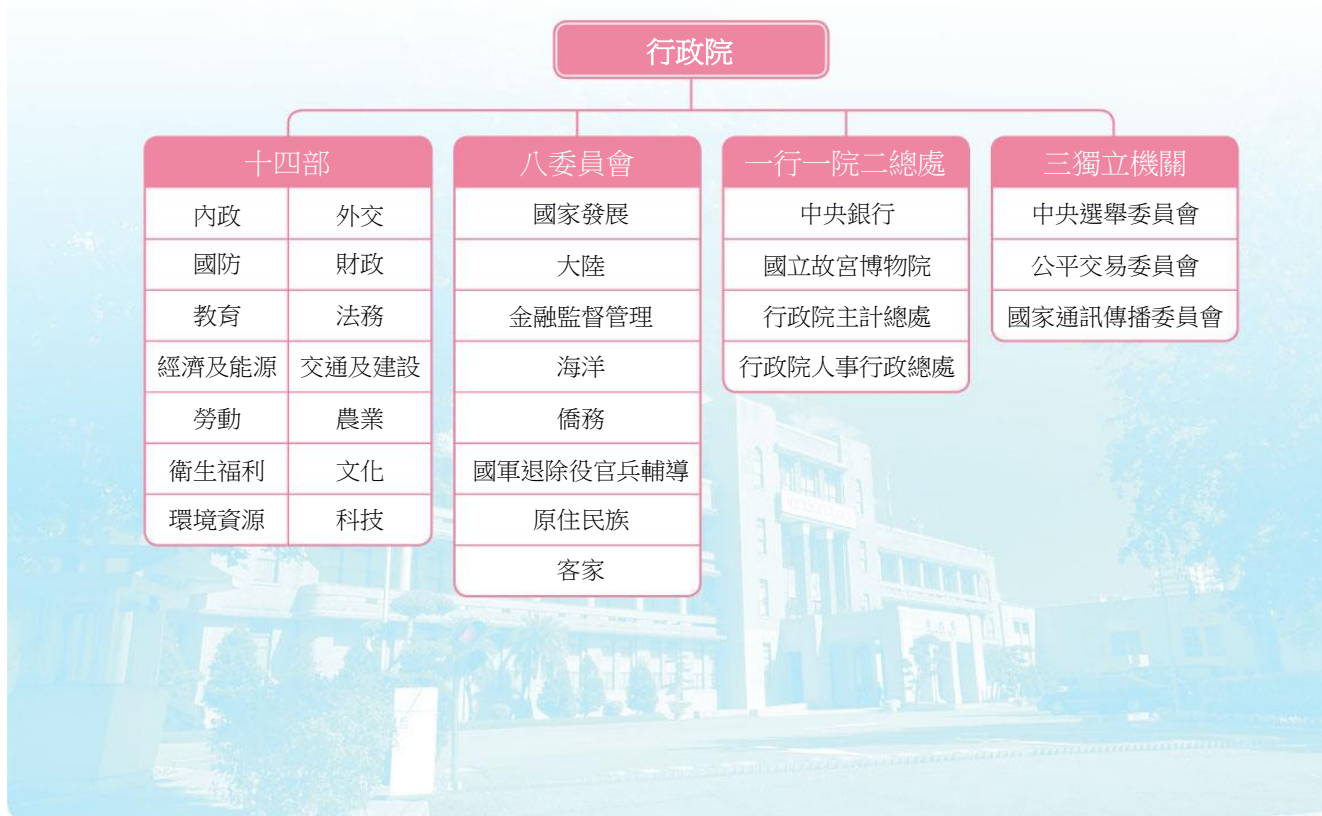 行政院
十四部
內政 外交
國防 財政
教育 法務
經濟及能源 交通及建設
勞動 農業
衛生福利 文化
環境資源 科技
八委員會
國家發展
大陸
金融監督管理
海洋
僑務
國軍退除役官兵輔導
原住民族
客家
一行一院二總處
中央銀行
國立故宮博物院
行政院主計總處
行政院人事行政總處
三獨立機關
中央選舉委員會
公平交易委員會
國家通訊傳播委員會